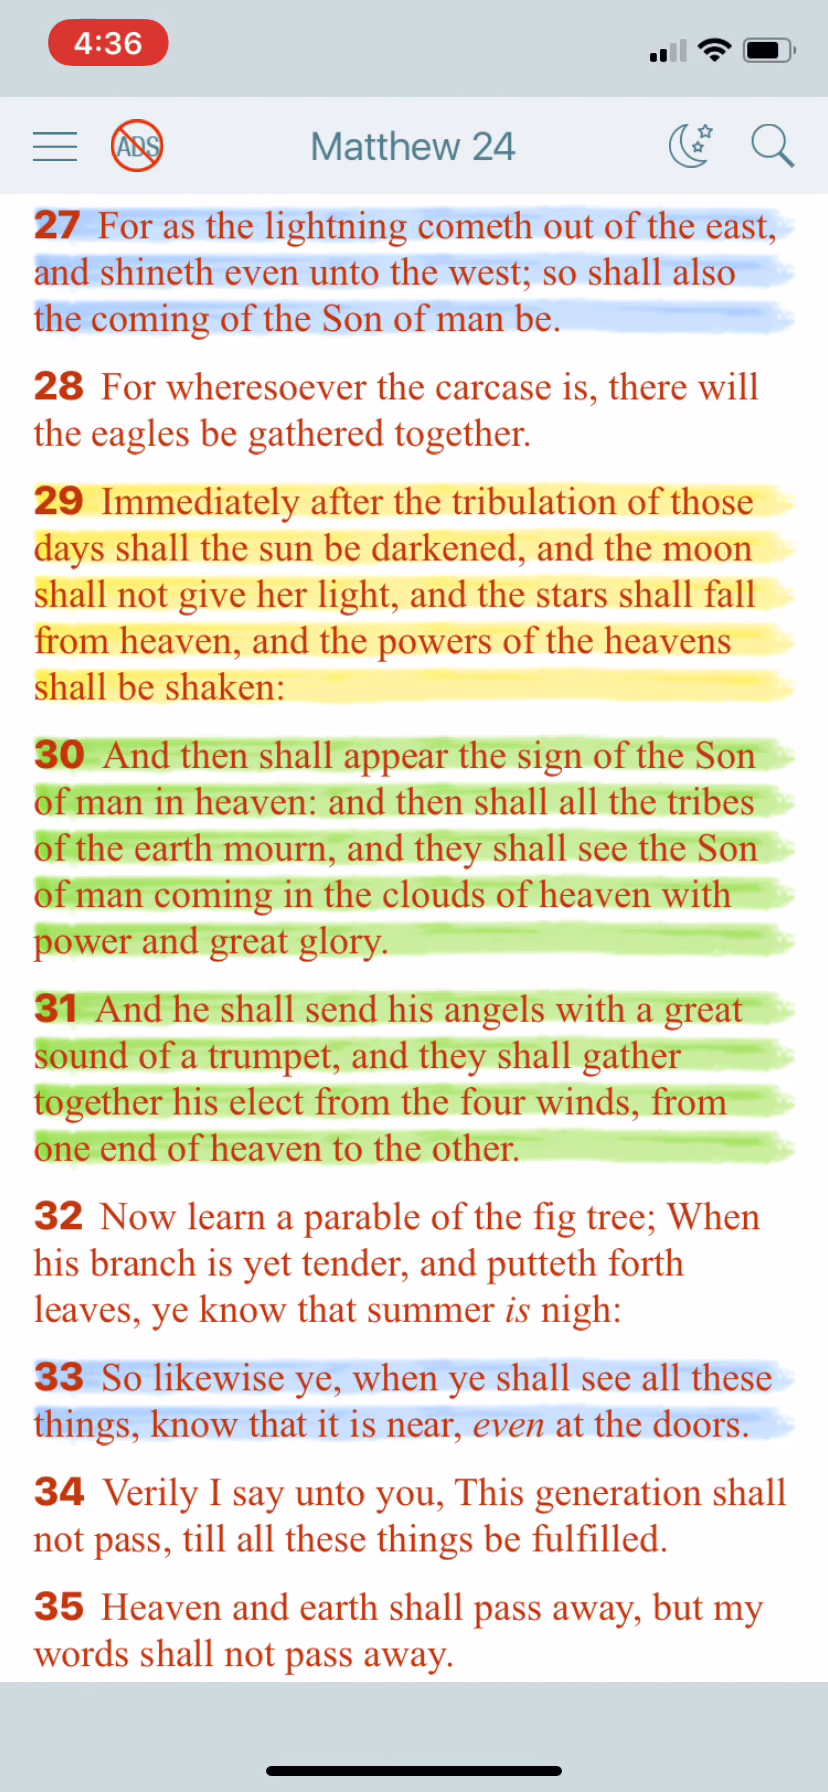 4:36
ADS
Matthew 24
27 For as the lightning cometh out of the east,
and shineth even unto the west; so shall also
the coming of the Son of man be.
28 For wheresoever the carcase is, there will
the eagles be gathered together.
29 Immediately after the tribulation of those
days shall the sun be darkened, and the moon
shall not give her light, and the stars shall fall
from heaven, and the powers of the heavens
shall be shaken:
30 And then shall appear the sign of the Son
of man in heaven: and then shall all the tribes
of the earth mourn, and they shall see the Son
of man coming in the clouds of heaven with
power and great glory.
31 And he shall send his angels with a great
sound of a trumpet, and they shall gather
together his elect from the four winds, from
one end of heaven to the other.
32 Now learn a parable of the fig tree; When
his branch is yet tender, and putteth forth
leaves, ye know that summer is nigh:
33 So likewise ye, when ye shall see all these
things, know that it is near, even at the doors.
34 Verily I say unto you, This generation shall
not pass, till all these things be fulfilled.
35 Heaven and earth shall pass away, but my
words shall not pass away.